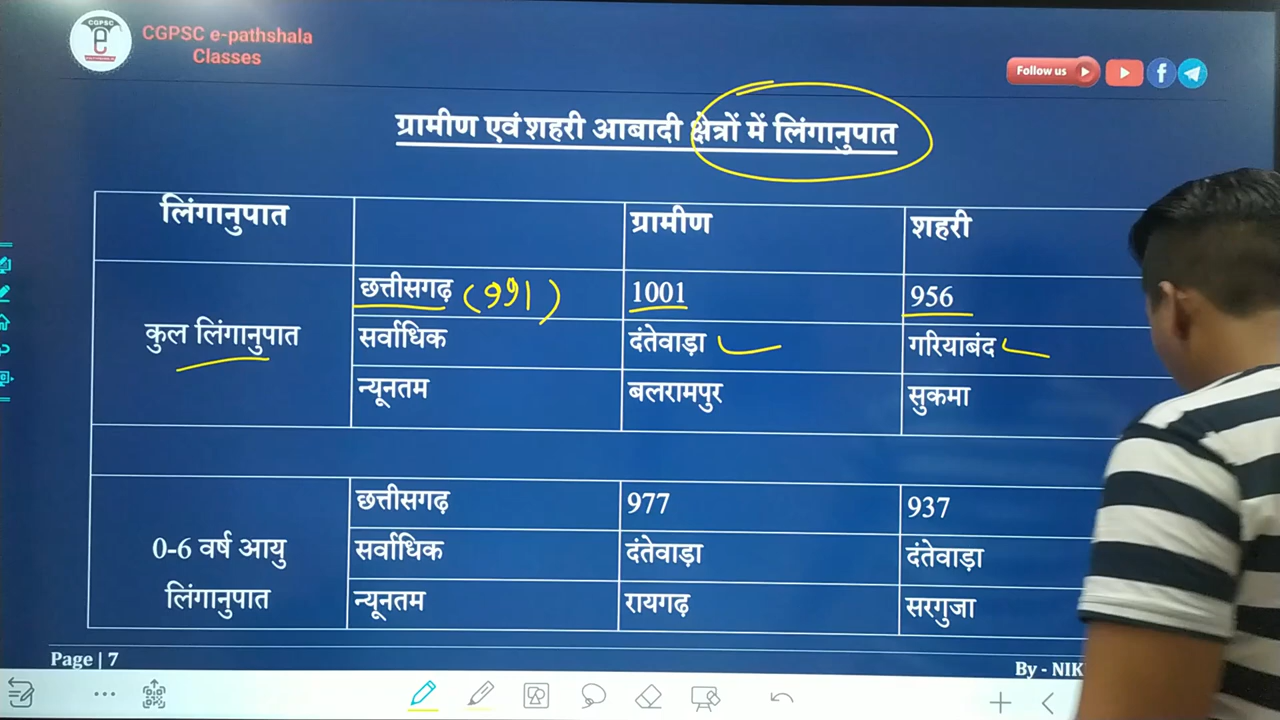 CGPSC
e
CGPSC e-pathshala
Classes
Follow us
ग्रामीण एवं शहरी आबादी क्षेत्रों में लिंगानुपात
लिंगानुपात ग्रामीण शहरी
कुल लिंगानुपात
छत्तीसगढ़ (991) 1001 956
सर्वाधिक दंतेवाड़ा गरियाबंद
न्यूनतम बलरामपुर सुकमा
0-6 वर्ष आयु
लिंगानुपात
छत्तीसगढ़ 977 937
सर्वाधिक दंतेवाड़ा दंतेवाड़ा
न्यूनतम रायगढ़ सरगुजा
Page | 7
By - NIK